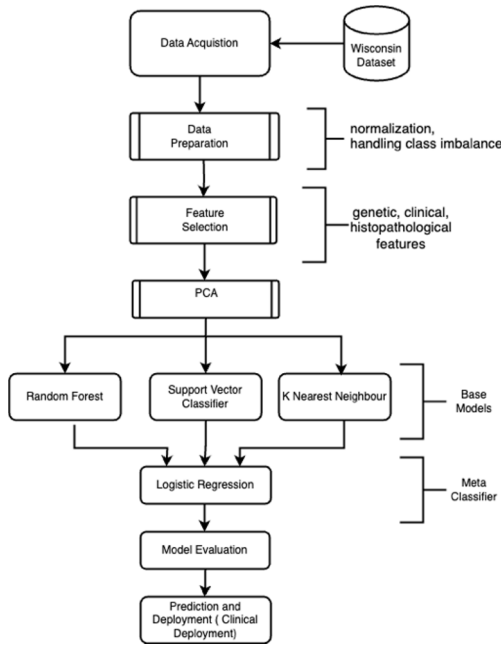 Data Acquistion
Wisconsin
Dataset
Data
Preparation
normalization,
handling class imbalance
Feature
Selection
genetic, clinical,
histopathological
features
PCA
Random Forest
Support Vector
Classifier
K Nearest Neighbour
Base
Models
Logistic Regression
Meta
Classifier
Model Evaluation
Prediction and
Deployment ( Clinical
Deployment)